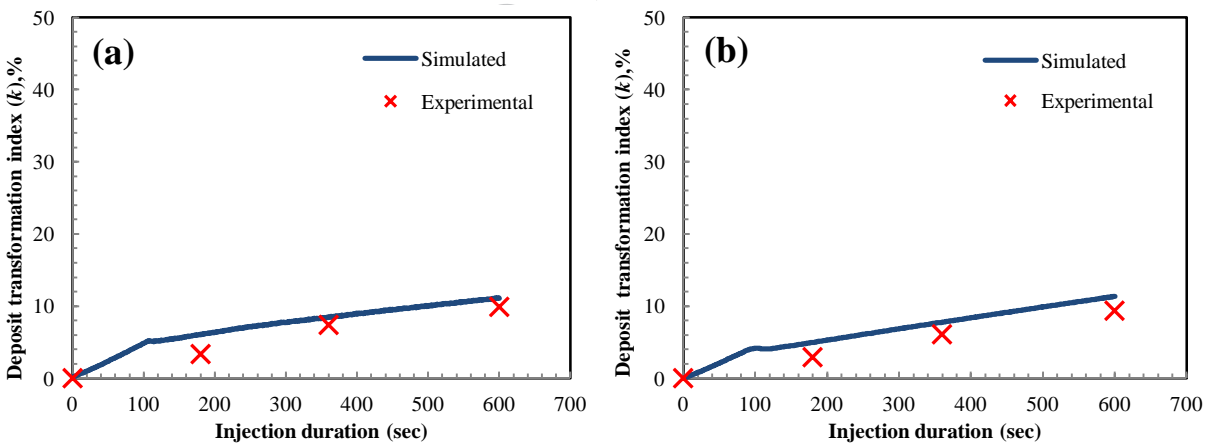 (a)
Simulated
Experimental
Deposit transformation index (k),%
50
40
30
20
10
0
0 100 200 300 400 500 600 700
Injection duration (sec)
(b)
Simulated
Experimental
Deposit transformation index (k),%
50
40
30
20
10
0
0 100 200 300 400 500 600 700
Injection duration (sec)